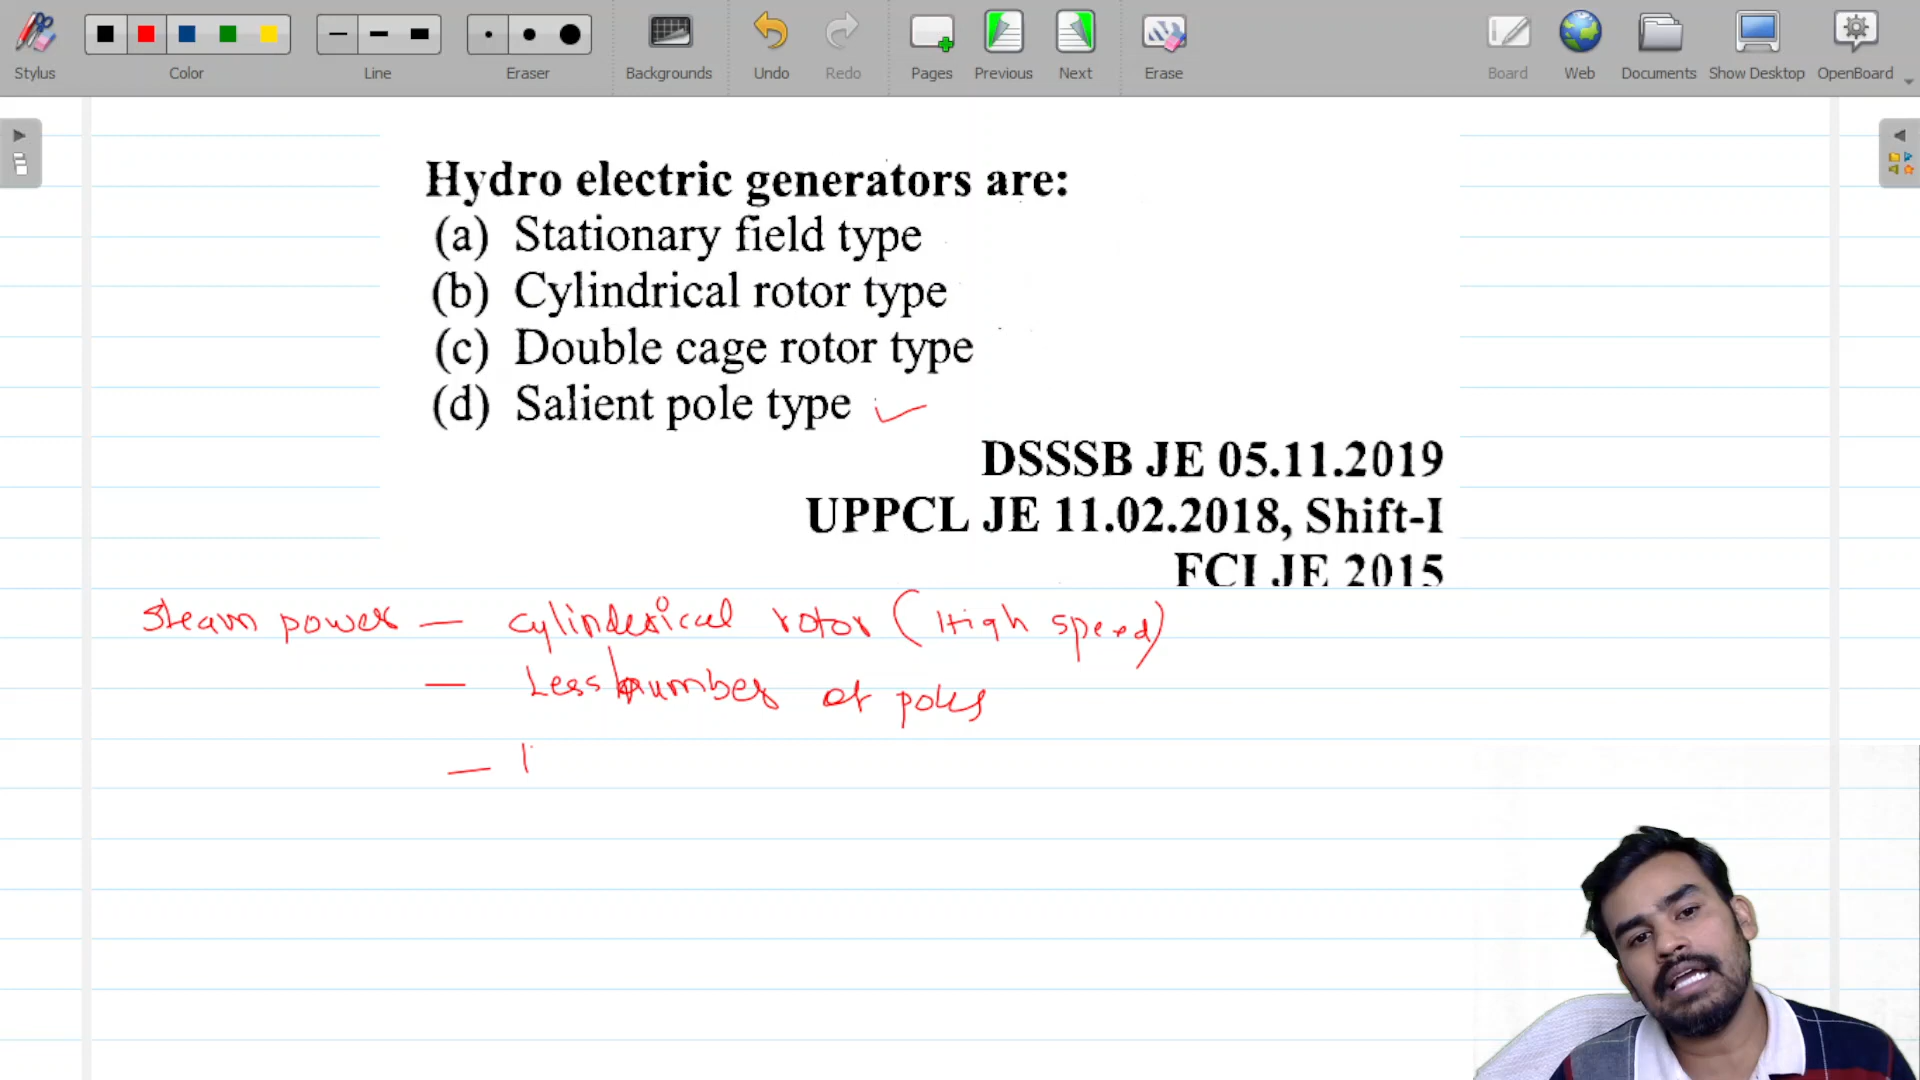 Stylus
Color
Line
Eraser
Backgrounds
Undo
Redo
Pages
Previous
Next
Erase
Board
Web
Documents
Show Desktop
OpenBoard
Hydro electric generators are:
(a) Stationary field type
(b) Cylindrical rotor type
(c) Double cage rotor type
(d) Salient pole type
DSSSB JE 05.11.2019
UPPCL JE 11.02.2018, Shift-I
FCI JE 2015
Steam power — cylinderical rotor (High speed)
— Less number of poles
—